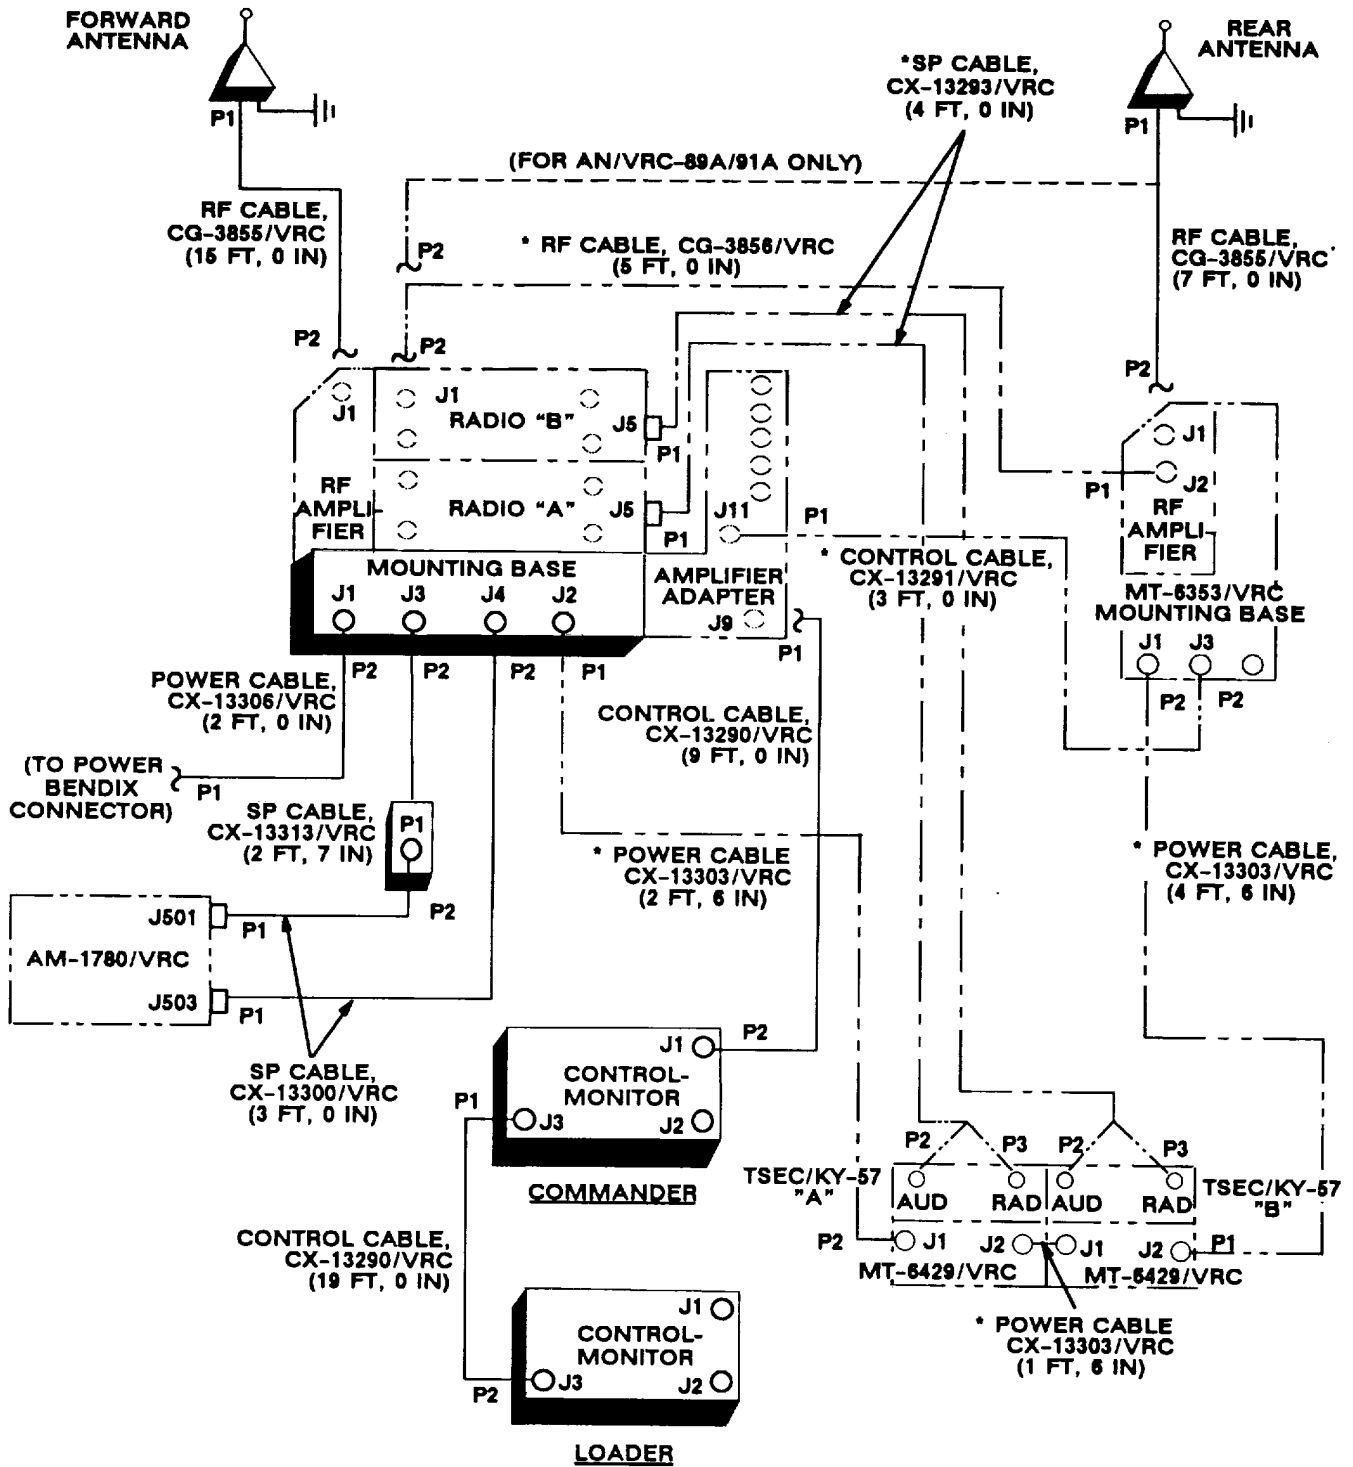 FORWARD
ANTENNA
P1
REAR
ANTENNA
P1
*SP CABLE,
CX-13293/VRC
(4 FT, 0 IN)
(FOR AN/VRC-89A/91A ONLY)
RF CABLE,
CG-3855/VRC
(15 FT, 0 IN)
P2
* RF CABLE, CG-3856/VRC
(5 FT, 0 IN)
RF CABLE,
CG-3855/VRC
(7 FT, 0 IN)
P2
P2
P2
J1
J1
RADIO "B"
J5
P1
J1
J2
P1
RF
AMPLI-
FIER
RADIO "A"
J5
P1
J11
P1
RF
AMPLI-
FIER
* CONTROL CABLE,
CX-13291/VRC
(3 FT, 0 IN)
MOUNTING BASE
J1
J3
J4
J2
AMPLIFIER
ADAPTER
J9
P1
MT-6353/VRC
MOUNTING BASE
J1
J3
P2
P2
P2
P2
P2
P1
POWER CABLE,
CX-13306/VRC
(2 FT, 0 IN)
CONTROL CABLE,
CX-13290/VRC
(9 FT, 0 IN)
(TO POWER
BENDIX
CONNECTOR)
P1
SP CABLE,
CX-13313/VRC
(2 FT, 7 IN)
P1
P2
* POWER CABLE
CX-13303/VRC
(2 FT, 6 IN)
* POWER CABLE,
CX-13303/VRC
(4 FT, 6 IN)
J501
P1
AM-1780/VRC
J503
P1
SP CABLE,
CX-13300/VRC
(3 FT, 0 IN)
J1
P2
CONTROL-
MONITOR
P1
J3
J2
COMMANDER
P2
P3
P2
P3
TSEC/KY-57
"A"
AUD
RAD
AUD
RAD
TSEC/KY-57
"B"
P2
J1
J2
J1
J2
P1
MT-6429/VRC
MT-6429/VRC
CONTROL CABLE,
CX-13290/VRC
(19 FT, 0 IN)
* POWER CABLE
CX-13303/VRC
(1 FT, 6 IN)
J1
CONTROL-
MONITOR
P2
J3
J2
LOADER